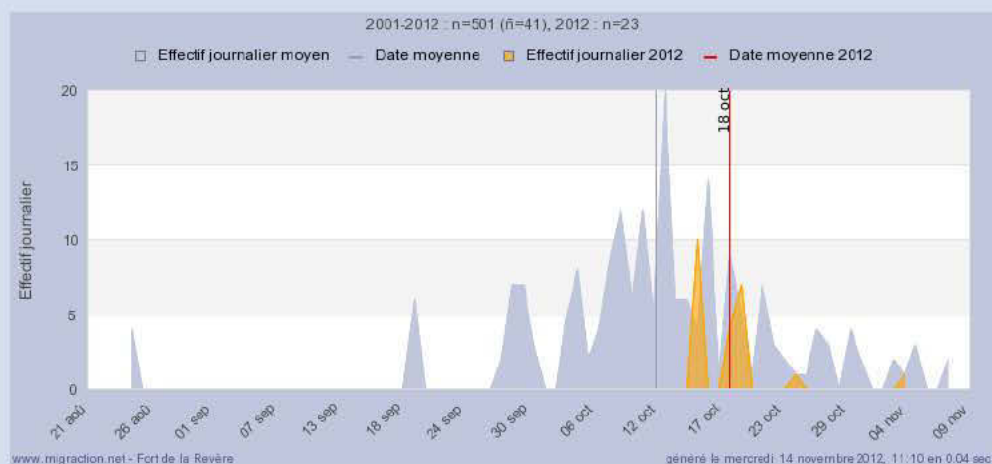 2001-2012 : n=501 (ñ=41), 2012 : n=23
Effectif journalier moyen Date moyenne Effectif journalier 2012 Date moyenne 2012
20
15
10
5
0
Effectif journalier
18 oct
21 aoû 26 aoû 01 sep 07 sep 13 sep 18 sep 24 sep 30 sep 06 oct 12 oct 17 oct 23 oct 29 oct 04 nov 09 nov
www.migraction.net - Fort de la Revère généré le mercredi 14 novembre 2012, 11:10 en 0.04 sec